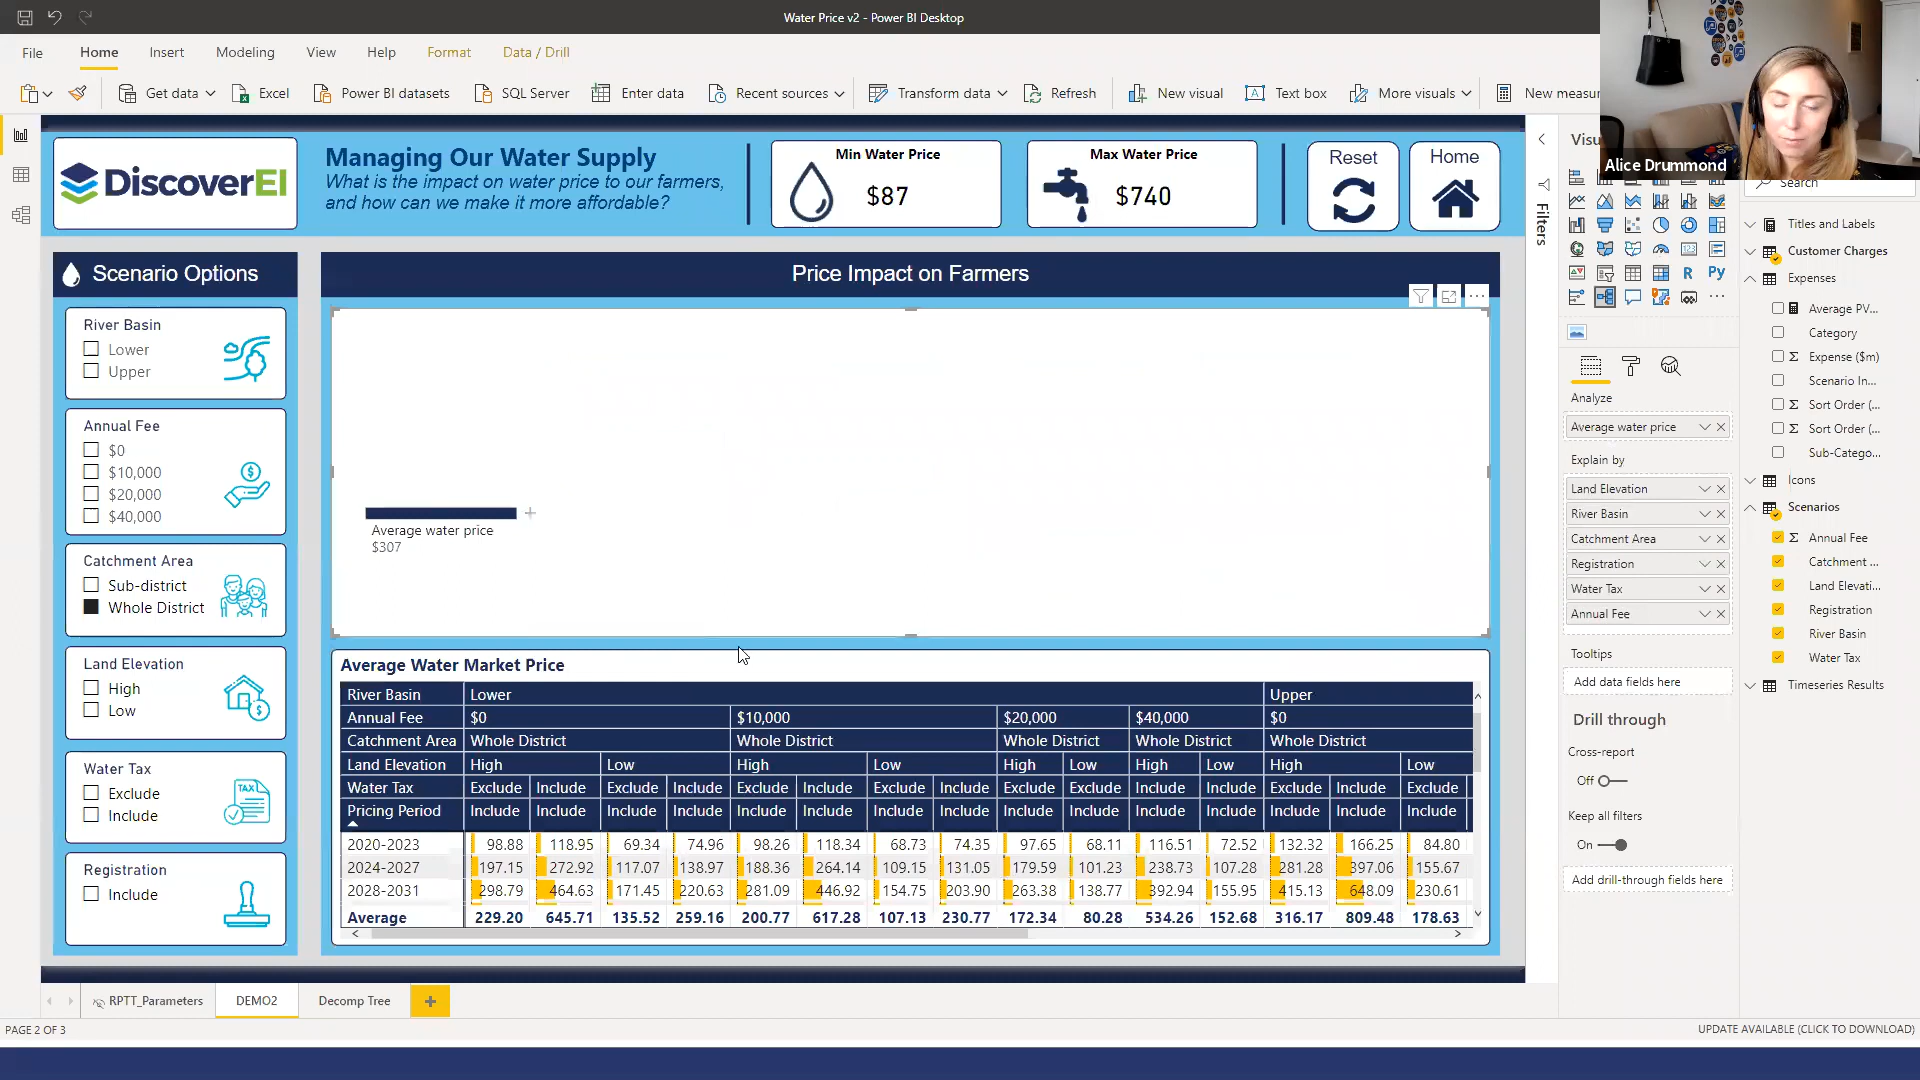 Water Price v2 - Power BI Desktop
File
Home
Insert
Modeling
View
Help
Format
Data / Drill
Get data
Excel
Power BI datasets
SQL Server
Enter data
Recent sources
Transform data
Refresh
New visual
Text box
More visuals
New measu
Alice Drummond
DiscoverEI
Managing Our Water Supply
What is the impact on water price to our farmers,
and how can we make it more affordable?
Min Water Price
$87
Max Water Price
$740
Reset
Home
Scenario Options
River Basin
Lower
Upper
Annual Fee
$0
$10,000
$20,000
$40,000
Catchment Area
Sub-district
Whole District
Land Elevation
High
Low
Water Tax
Exclude
Include
Registration
Include
Price Impact on Farmers
Average water price
$307
Average Water Market Price
River Basin Lower Upper
Annual Fee $0 $10,000 $20,000 $40,000 $0
Catchment Area Whole District Whole District Whole District Whole District Whole District
Land Elevation High Low High Low High Low High Low High Low
Water Tax Exclude Include Exclude Include Exclude Include Exclude Include Exclude Exclude Include Include Exclude Include Exclude
Pricing Period Include Include Include Include Include Include Include Include Include Include Include Include Include Include Include
2020-2023 98.88 118.95 69.34 74.96 98.26 118.34 68.73 74.35 97.65 68.11 116.51 72.52 132.32 166.25 84.80
2024-2027 197.15 272.92 117.07 138.97 188.36 264.14 109.15 131.05 179.59 101.23 238.73 107.28 281.28 397.06 155.67
2028-2031 298.79 464.63 171.45 220.63 281.09 446.92 154.75 203.90 263.38 138.77 392.94 155.95 415.13 648.09 230.61
Average 229.20 645.71 135.52 259.16 200.77 617.28 107.13 230.77 172.34 80.28 534.26 152.68 316.17 809.48 178.63
Filters
Visu
R
Py
Analyze
Average water price
Explain by
Land Elevation
River Basin
Catchment Area
Registration
Water Tax
Annual Fee
Tooltips
Add data fields here
Drill through
Cross-report
Off
Keep all filters
On
Add drill-through fields here
Search
Titles and Labels
Customer Charges
Expenses
Average PV...
Category
Expense ($m)
Scenario In...
Sort Order (...
Sort Order (...
Sub-Catego...
Icons
Scenarios
Annual Fee
Catchment ...
Land Elevati...
Registration
River Basin
Water Tax
Timeseries Results
RPTT_Parameters
DEMO2
Decomp Tree
PAGE 2 OF 3
UPDATE AVAILABLE (CLICK TO DOWNLOAD)